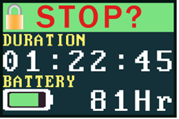 STOP?
DURATION
01:22:45
BATTERY
81Hr